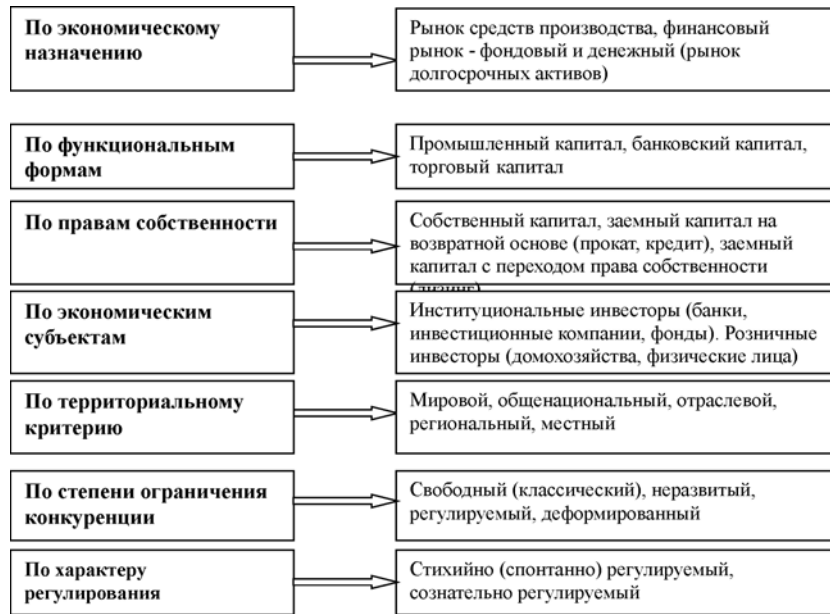 По экономическому
назначению
Рынок средств производства, финансовый
рынок - фондовый и денежный (рынок
долгосрочных активов)
По функциональным
формам
Промышленный капитал, банковский капитал,
торговый капитал
По правам собственности
Собственный капитал, заемный капитал на
возвратной основе (прокат, кредит), заемный
капитал с переходом права собственности
(лизинг)
По экономическим
субъектам
Институциональные инвесторы (банки,
инвестиционные компании, фонды). Розничные
инвесторы (домохозяйства, физические лица)
По территориальному
критерию
Мировой, общенациональный, отраслевой,
региональный, местный
По степени ограничения
конкуренции
Свободный (классический), неразвитый,
регулируемый, деформированный
По характеру
регулирования
Стихийно (спонтанно) регулируемый,
сознательно регулируемый